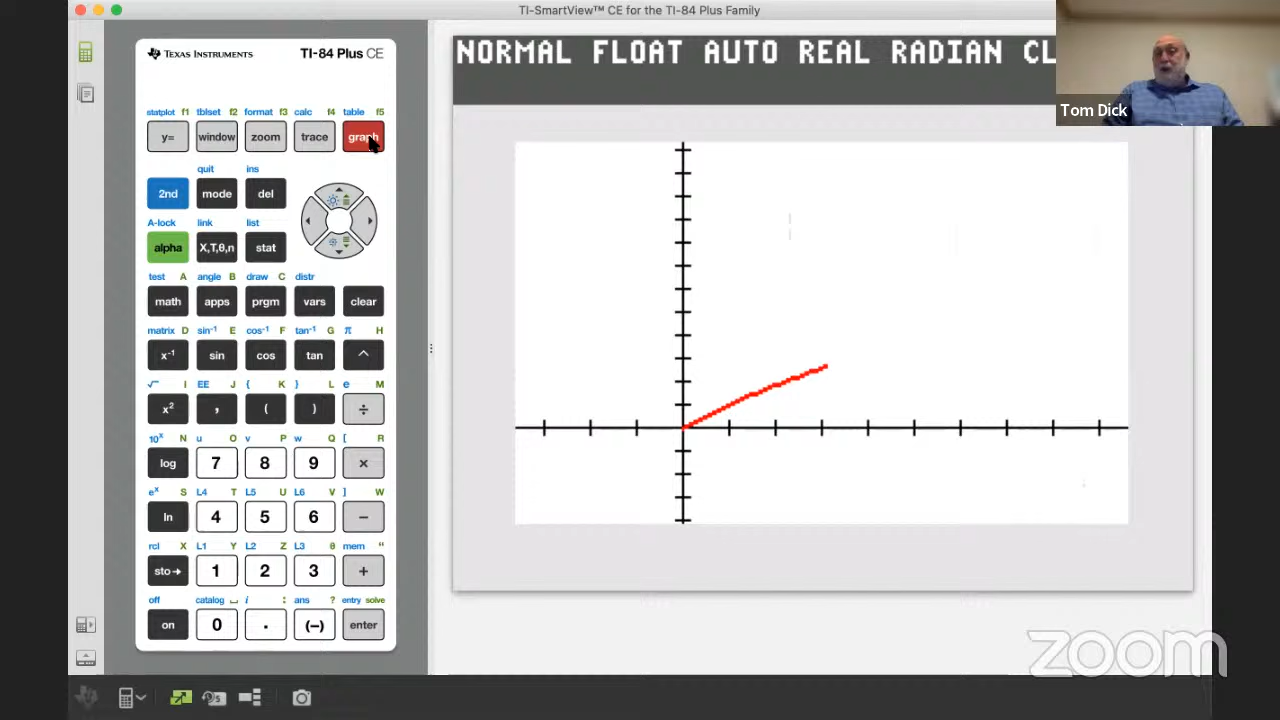 TI-SmartView™ CE for the TI-84 Plus Family
TEXAS INSTRUMENTS TI-84 Plus CE
statplot f1 tblset f2 format f3 calc f4 table f5
y= window zoom trace graph
quit ins
2nd mode del
A-lock link list
alpha X,T,θ,n stat
test A angle B draw C distr
math apps prgm vars clear
matrix D sin⁻¹ E cos⁻¹ F tan⁻¹ G π H
x⁻¹ sin cos tan ^
√ I EE J { K } L e M
x² , ( ) ÷
10ˣ N u O v P w Q [ R
log 7 8 9 ×
eˣ S L4 T L5 U L6 V ] W
ln 4 5 6 −
rcl X L1 Y L2 Z L3 θ mem "
sto→ 1 2 3 +
off catalog ⎵ i : ans ? entry solve
on 0 . (−) enter
NORMAL FLOAT AUTO REAL RADIAN CL
Tom Dick
zoom